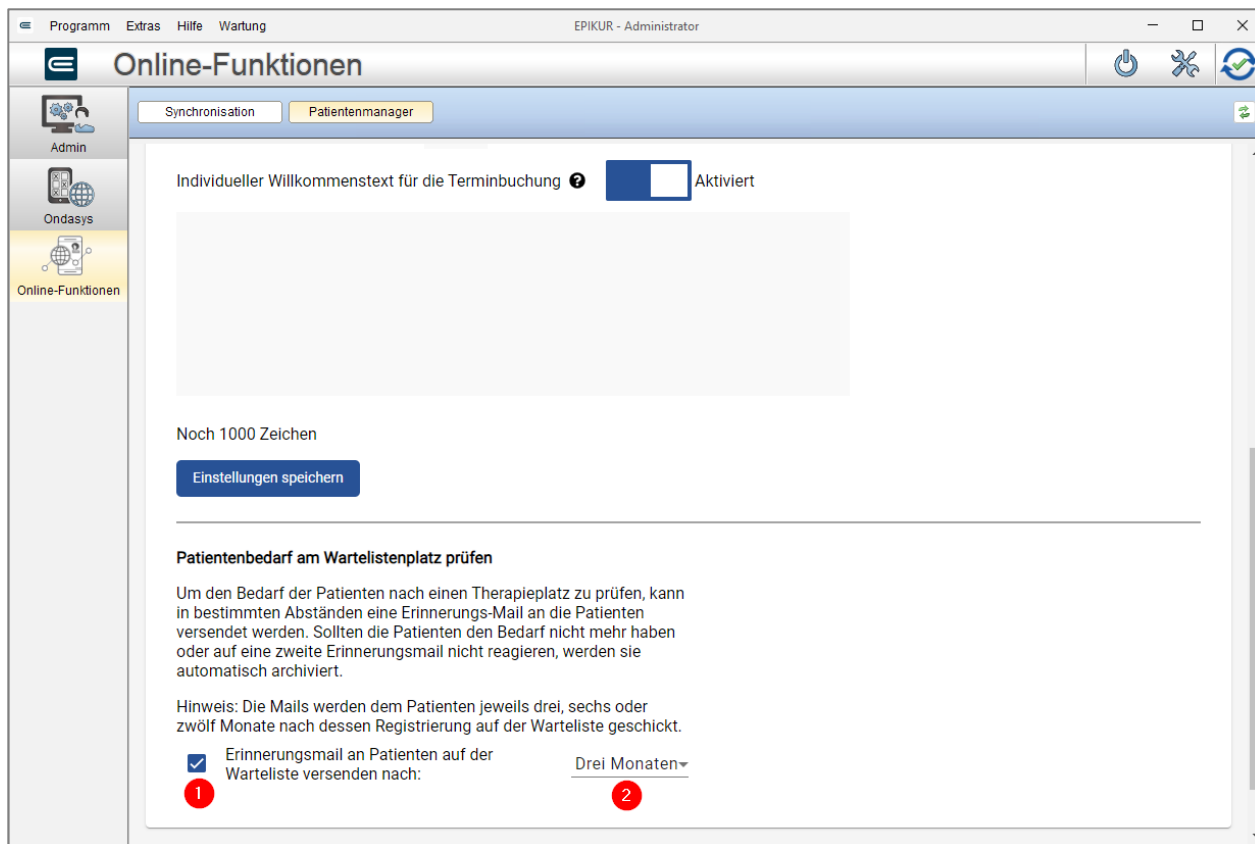 Programm Extras Hilfe Wartung EPIKUR - Administrator
Online-Funktionen
Synchronisation Patientenmanager
Admin
Ondasys
Online-Funktionen
Individueller Willkommenstext für die Terminbuchung ? Aktiviert
Noch 1000 Zeichen
Einstellungen speichern
Patientenbedarf am Wartelistenplatz prüfen
Um den Bedarf der Patienten nach einen Therapieplatz zu prüfen, kann
in bestimmten Abständen eine Erinnerungs-Mail an die Patienten
versendet werden. Sollten die Patienten den Bedarf nicht mehr haben
oder auf eine zweite Erinnerungsmail nicht reagieren, werden sie
automatisch archiviert.
Hinweis: Die Mails werden dem Patienten jeweils drei, sechs oder
zwölf Monate nach dessen Registrierung auf der Warteliste geschickt.
Erinnerungsmail an Patienten auf der
Warteliste versenden nach:
Drei Monaten
1
2